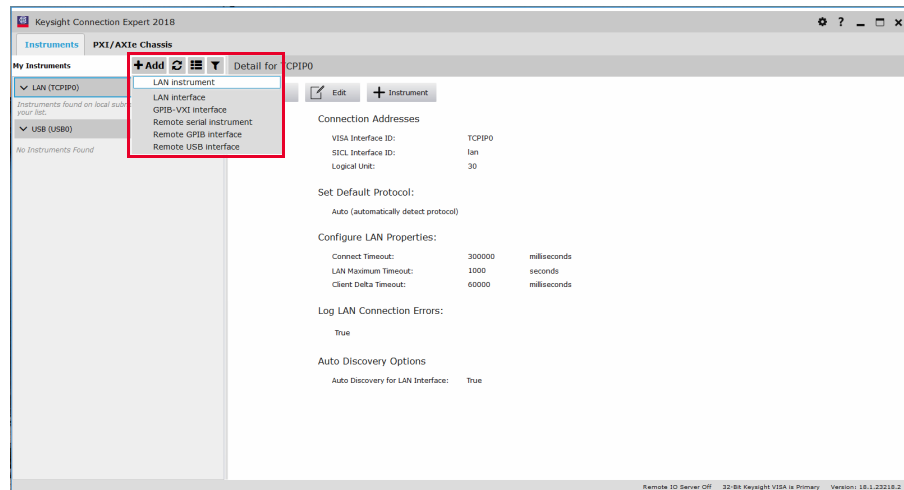 Keysight Connection Expert 2018
Instruments PXI/AXIe Chassis
My Instruments
Add
Detail for TCPIP0
LAN (TCPIP0)
Instruments found on local subn
your list.
USB (USB0)
No Instruments Found
LAN instrument
LAN interface
GPIB-VXI interface
Remote serial instrument
Remote GPIB interface
Remote USB interface
Edit
Instrument
Connection Addresses
VISA Interface ID: TCPIP0
SICL Interface ID: lan
Logical Unit: 30
Set Default Protocol:
Auto (automatically detect protocol)
Configure LAN Properties:
Connect Timeout: 300000 milliseconds
LAN Maximum Timeout: 1000 seconds
Client Delta Timeout: 60000 milliseconds
Log LAN Connection Errors:
True
Auto Discovery Options
Auto Discovery for LAN Interface: True
Remote IO Server Off 32-Bit Keysight VISA is Primary Version: 18.1.23218.2